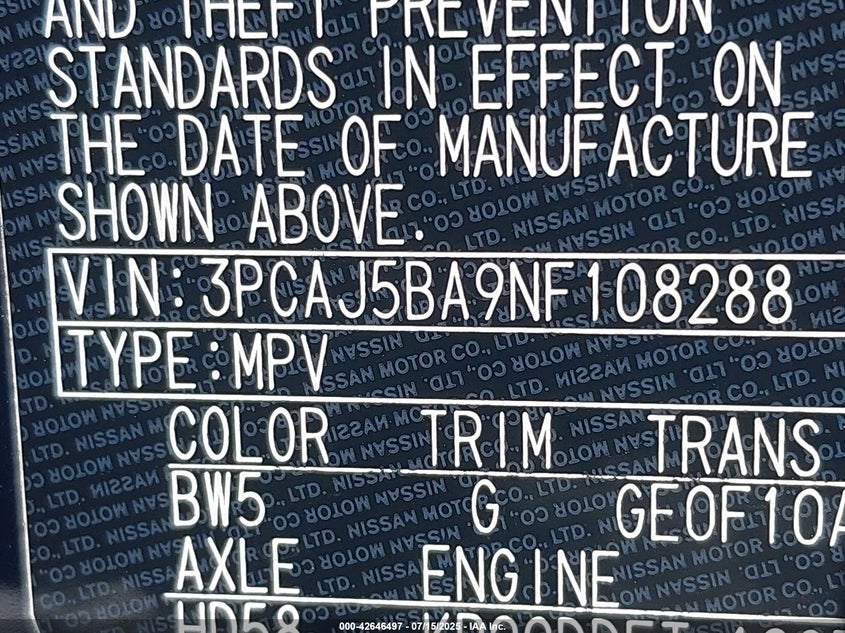 AND THEFT PREVENTION
STANDARDS IN EFFECT ON
THE DATE OF MANUFACTURE
SHOWN ABOVE.
VIN:3PCAJ5BA9NF108288
TYPE:MPV
COLOR TRIM TRANS
BW5 G GE0F10A
AXLE ENGINE
HD58
000-42646497 - 07/15/2025 - IAA Inc.